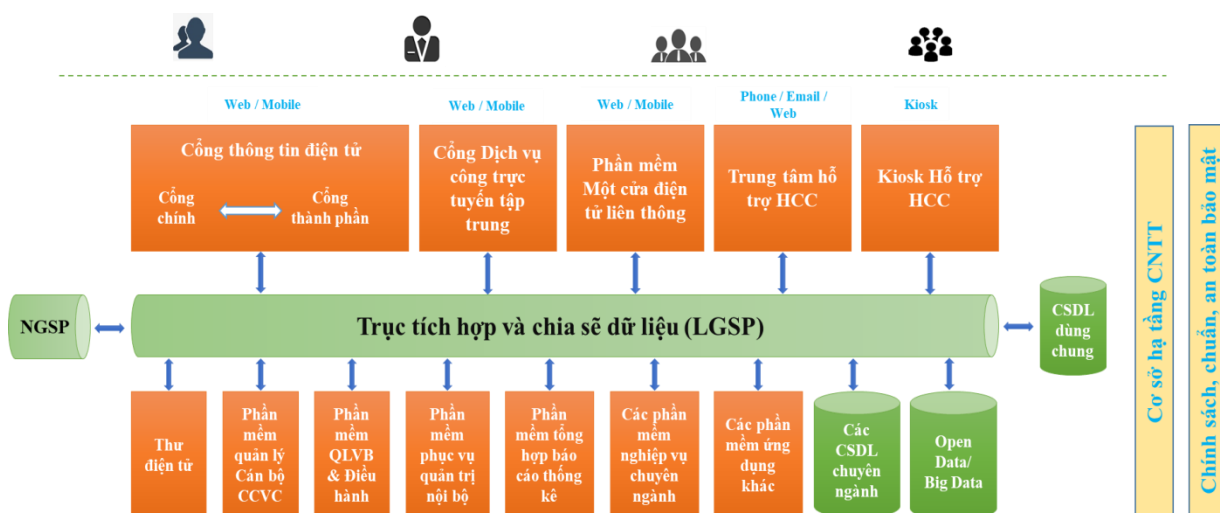 Web / Mobile
Web / Mobile
Web / Mobile
Phone / Email /
Web
Kiosk
Cổng thông tin điện tử
Cổng
chính
Cổng
thành phần
Cổng Dịch vụ
công trực
tuyến tập
trung
Phần mềm
Một cửa điện
tử liên thông
Trung tâm hỗ
trợ HCC
Kiosk Hỗ trợ
HCC
NGSP
Trục tích hợp và chia sẽ dữ liệu (LGSP)
CSDL
dùng
chung
Thư
điện tử
Phần
mềm
quản lý
Cán bộ
CCVC
Phần
mềm
QLVB
& Điều
hành
Phần
mềm
phục vụ
quản trị
nội bộ
Phần
mềm tổng
hợp báo
cáo thống
kê
Các phần
mềm
nghiệp vụ
chuyên
ngành
Các phần
mềm ứng
dụng
khác
Các
CSDL
chuyên
ngành
Open
Data/
Big Data
Cơ sở hạ tầng CNTT
Chính sách, chuẩn, an toàn bảo mật